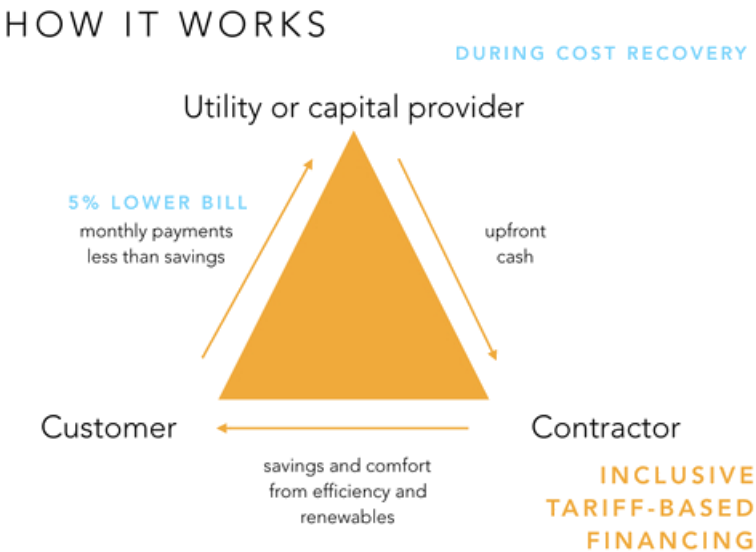 HOW IT WORKS
DURING COST RECOVERY
Utility or capital provider
5% LOWER BILL
monthly payments
less than savings
upfront
cash
Customer
Contractor
savings and comfort
from efficiency and
renewables
INCLUSIVE
TARIFF-BASED
FINANCING